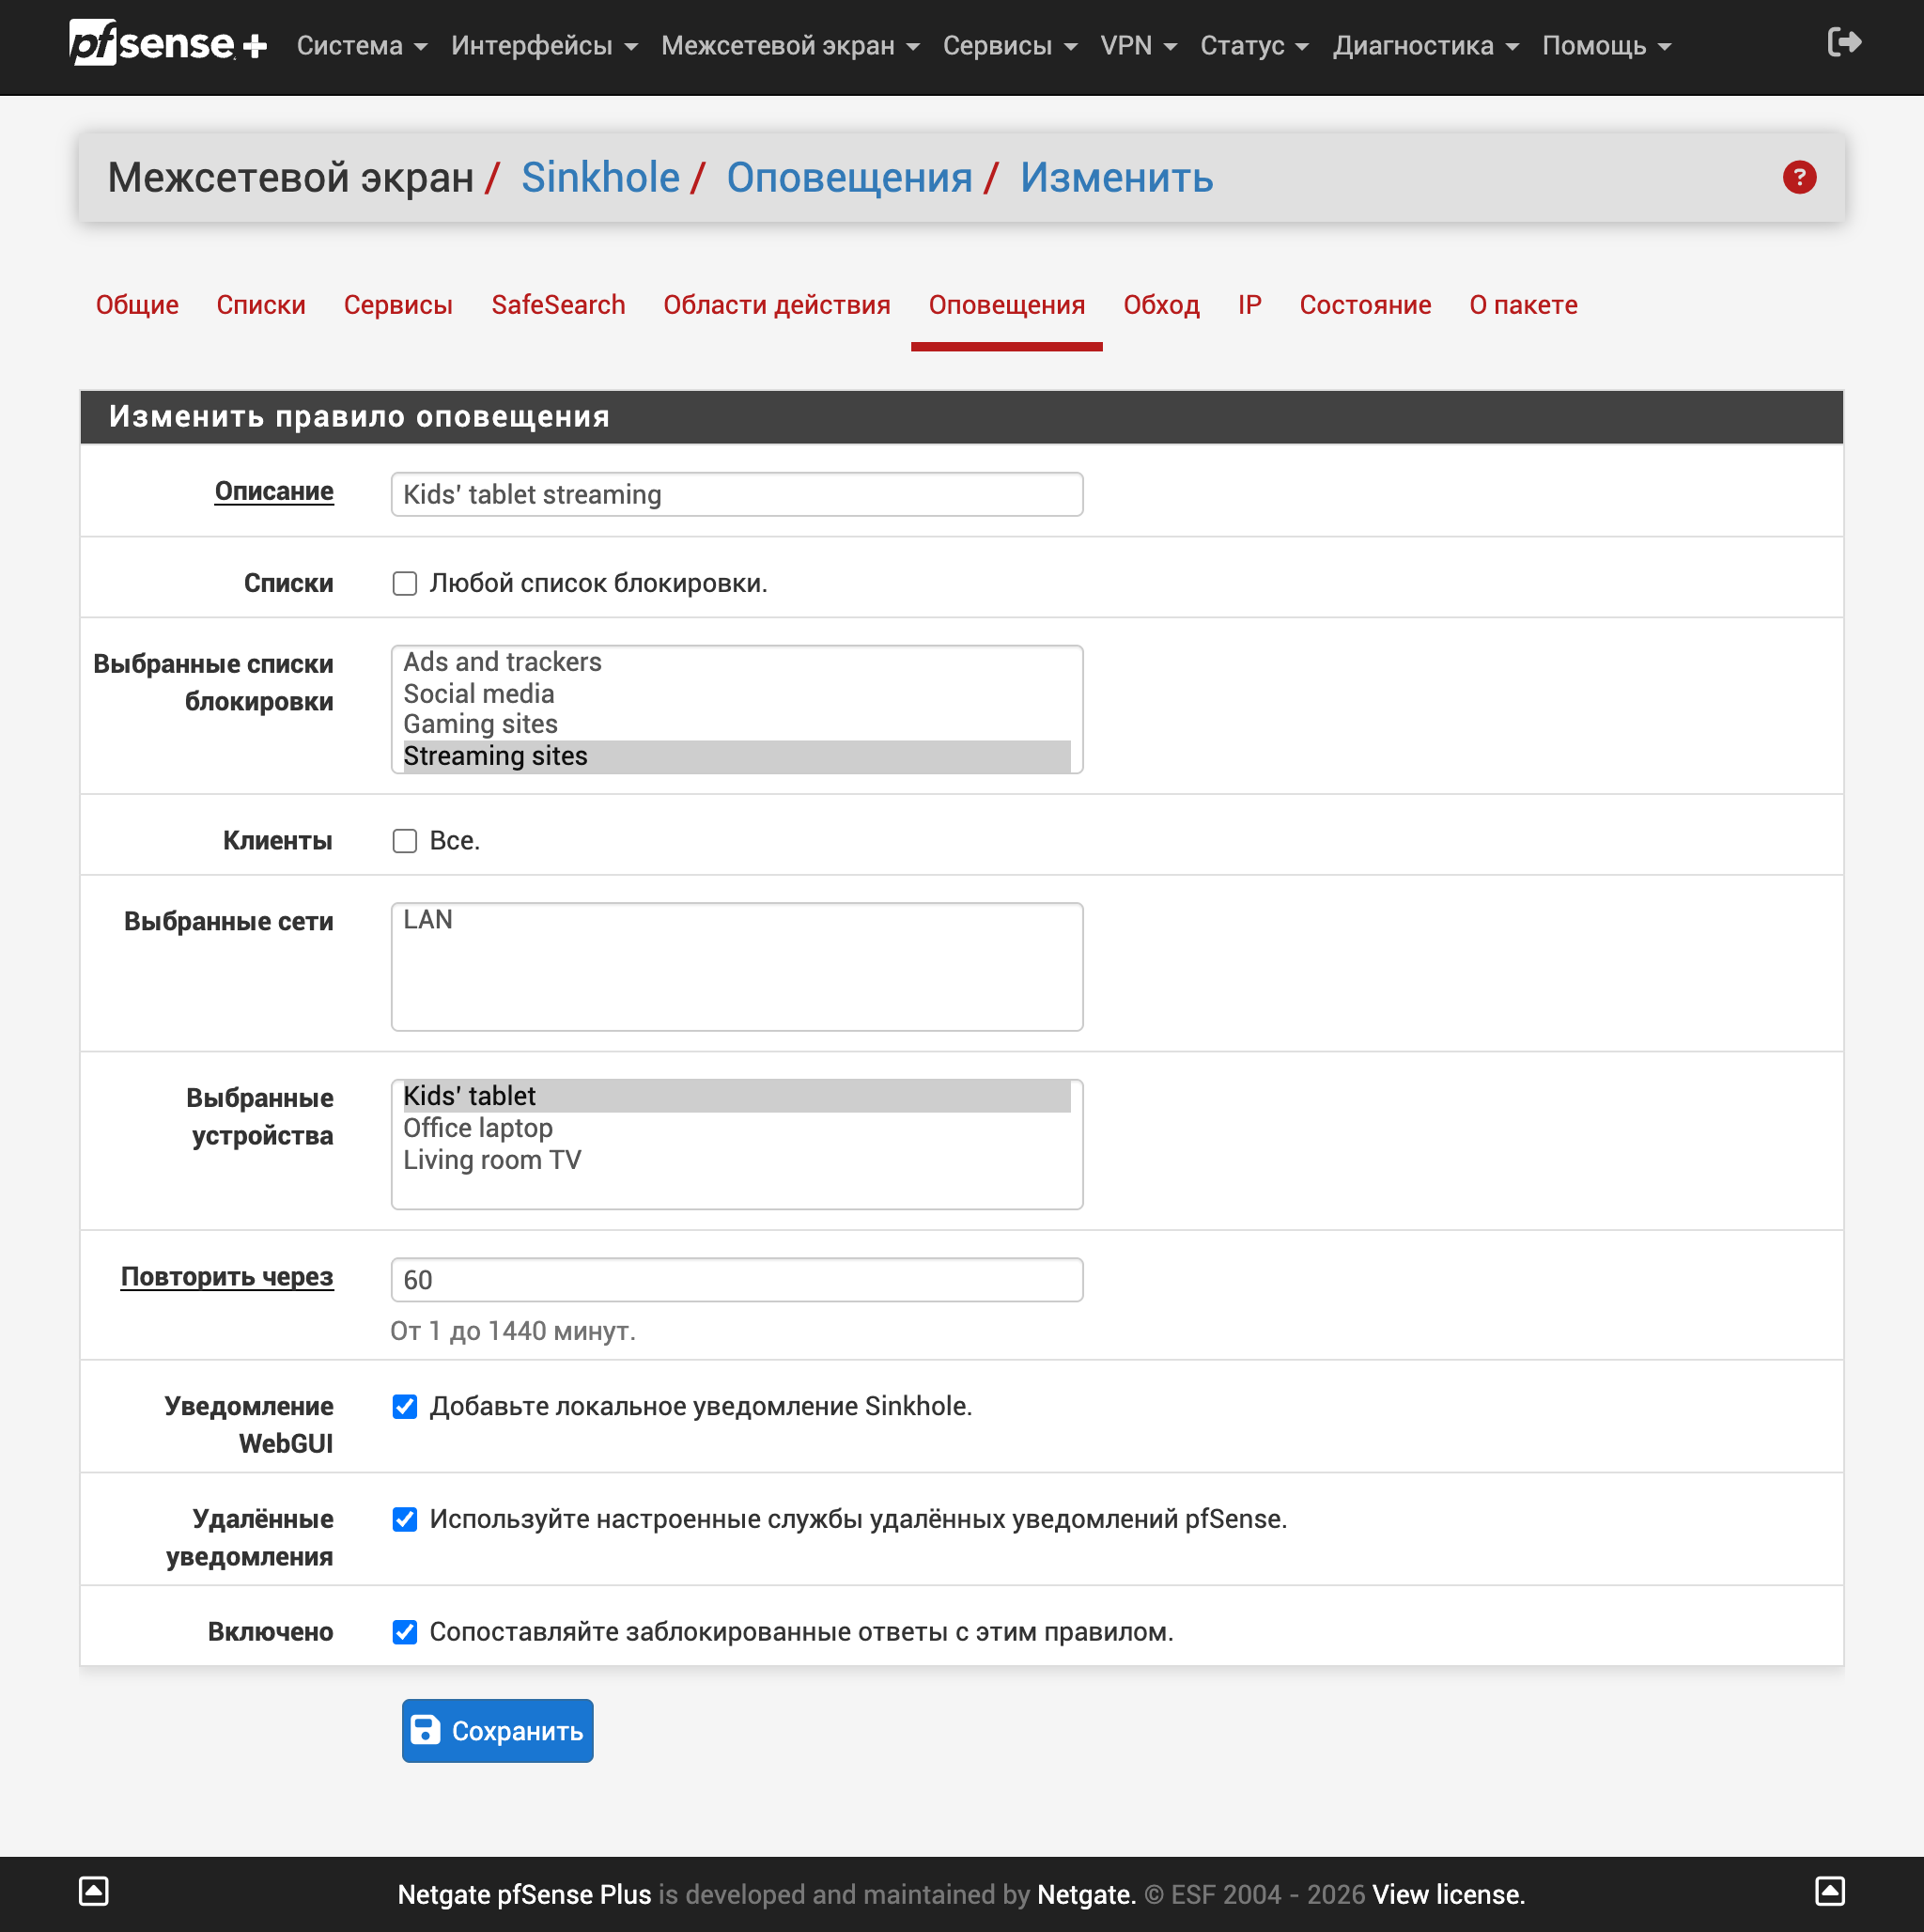 pfsense +
Система Интерфейсы Межсетевой экран Сервисы VPN Статус Диагностика Помощь
Межсетевой экран / Sinkhole / Оповещения / Изменить
?
Общие Списки Сервисы SafeSearch Области действия Оповещения Обход IP Состояние О пакете
Изменить правило оповещения
Описание
Kids' tablet streaming
Списки
Любой список блокировки.
Выбранные списки
блокировки
Ads and trackers
Social media
Gaming sites
Streaming sites
Клиенты
Все.
Выбранные сети
LAN
Выбранные
устройства
Kids' tablet
Office laptop
Living room TV
Повторить через
60
От 1 до 1440 минут.
Уведомление
WebGUI
Добавьте локальное уведомление Sinkhole.
Удалённые
уведомления
Используйте настроенные службы удалённых уведомлений pfSense.
Включено
Сопоставляйте заблокированные ответы с этим правилом.
Сохранить
Netgate pfSense Plus is developed and maintained by Netgate. © ESF 2004 - 2026 View license.